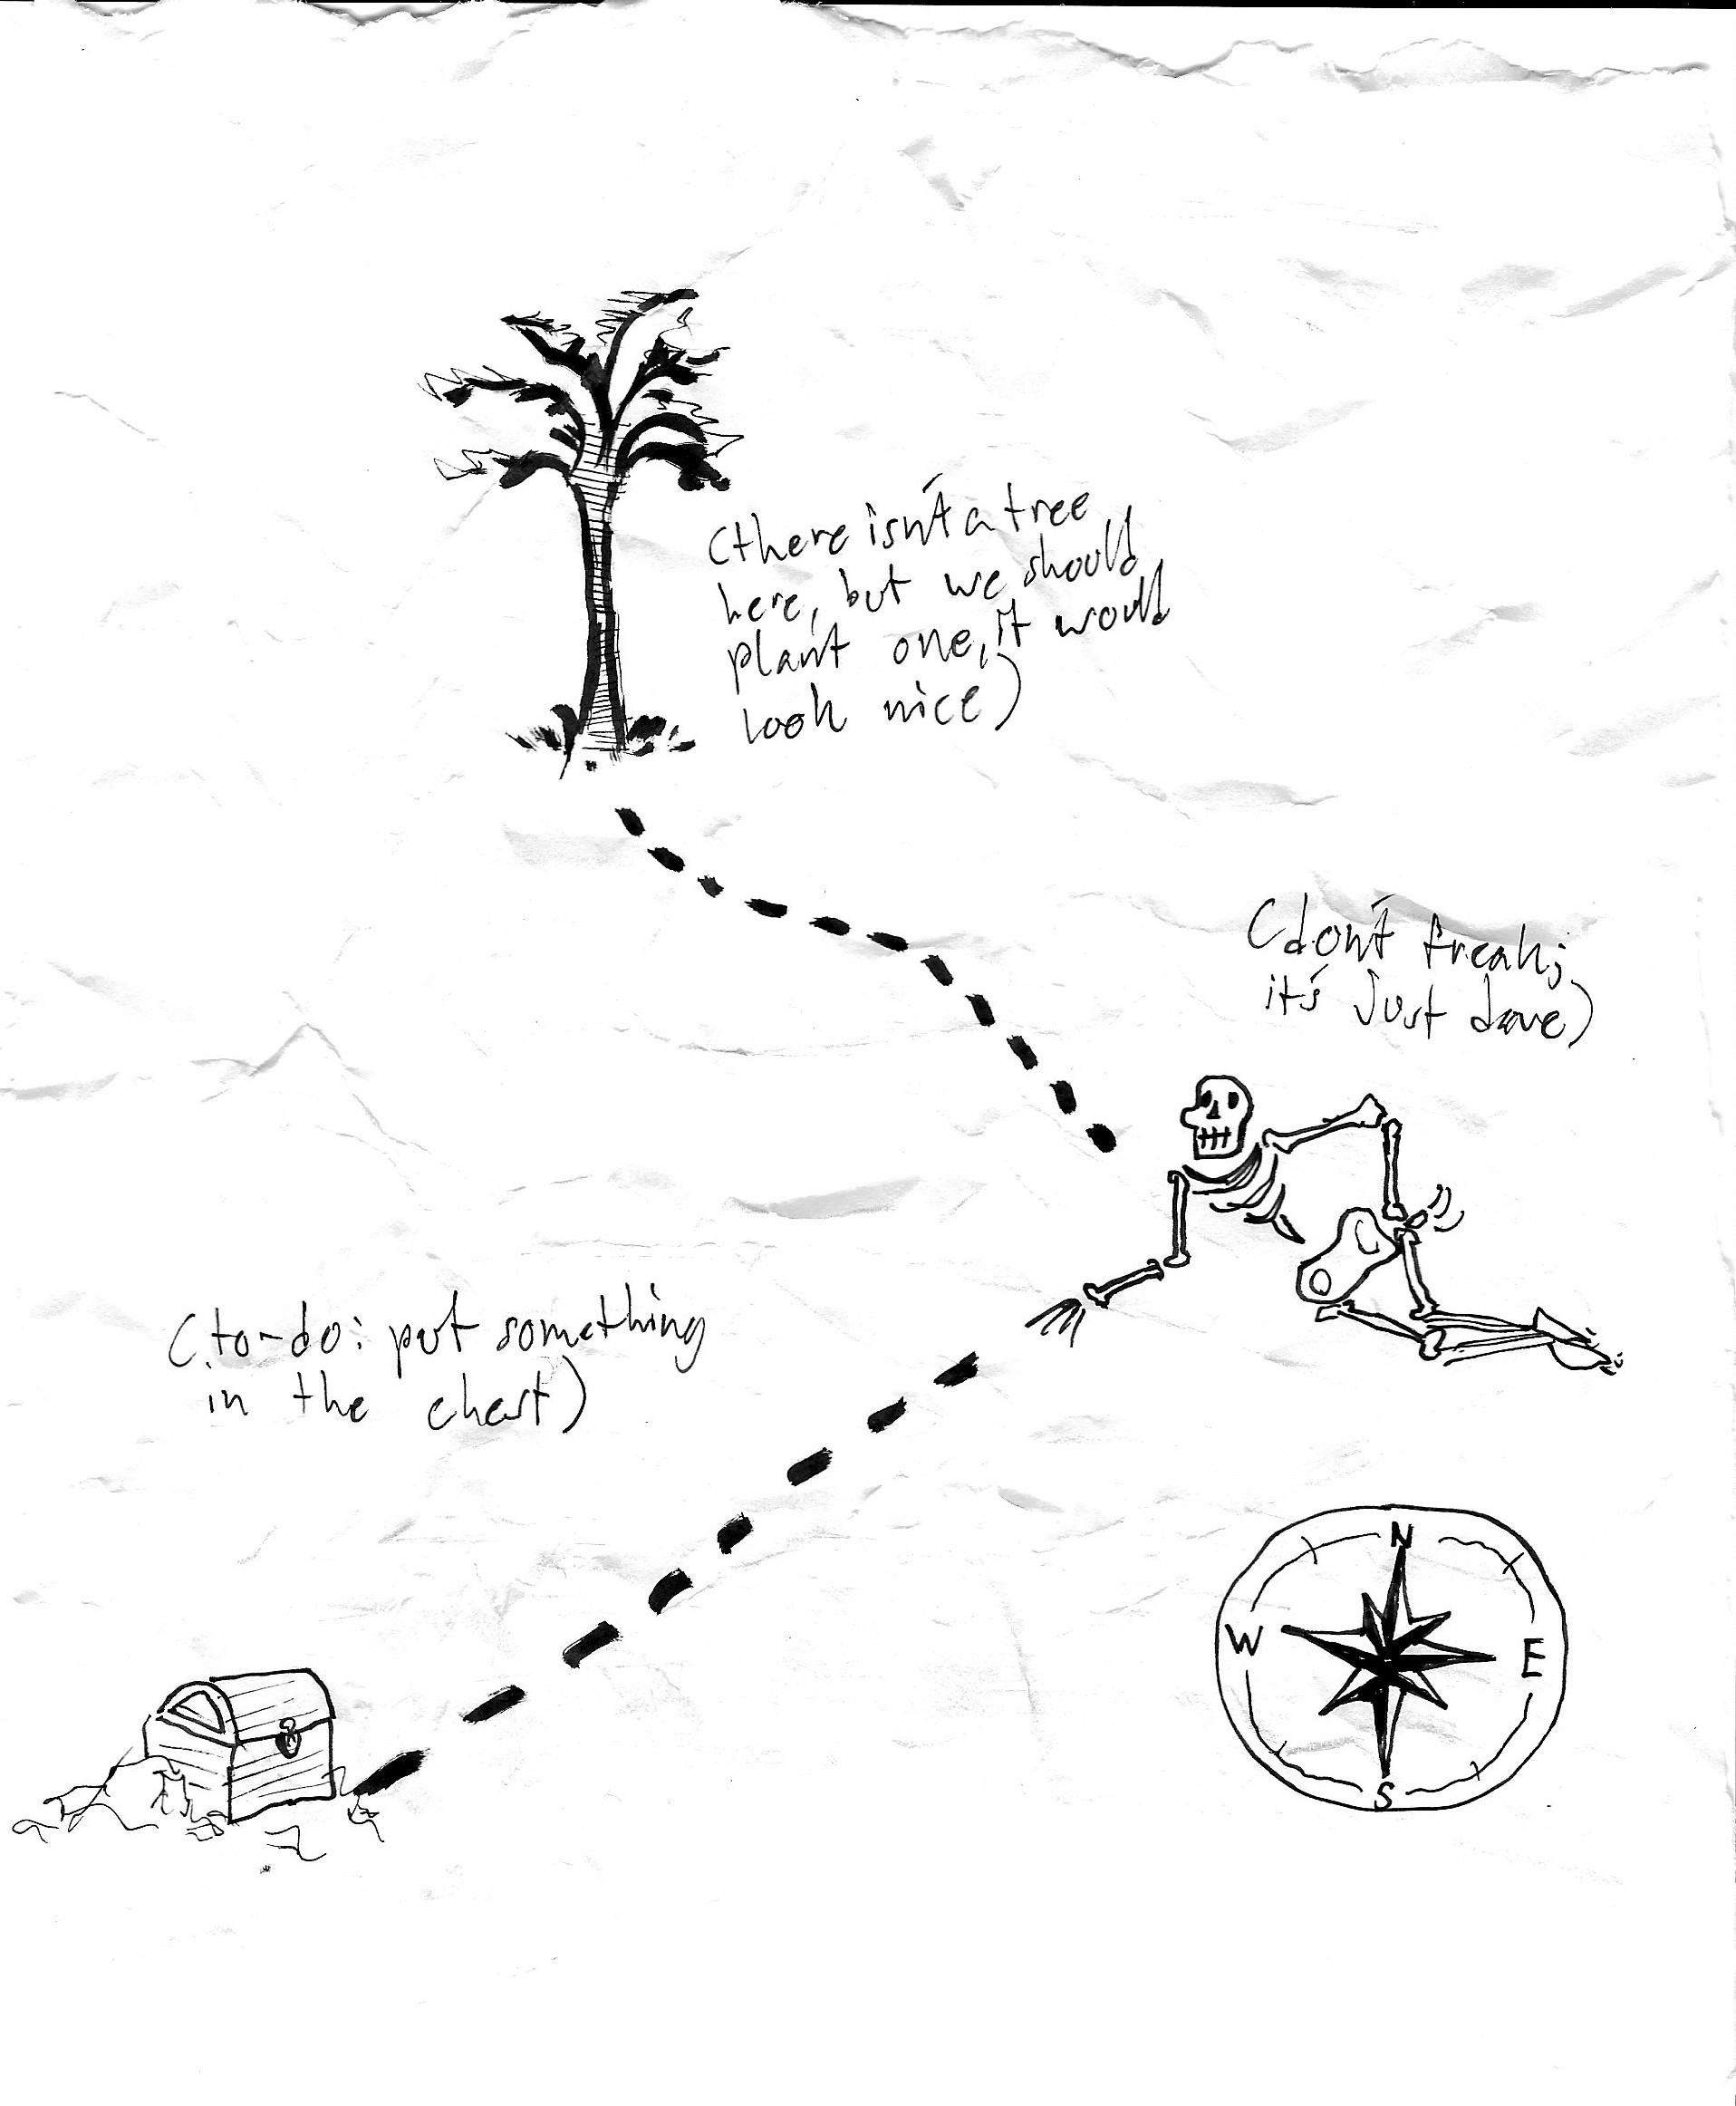 (there isn't a tree
here, but we should
plant one, it would
look nice)
(don't freak;
it's just dave)
(to-do: put something
in the chest)
N
W
E
S